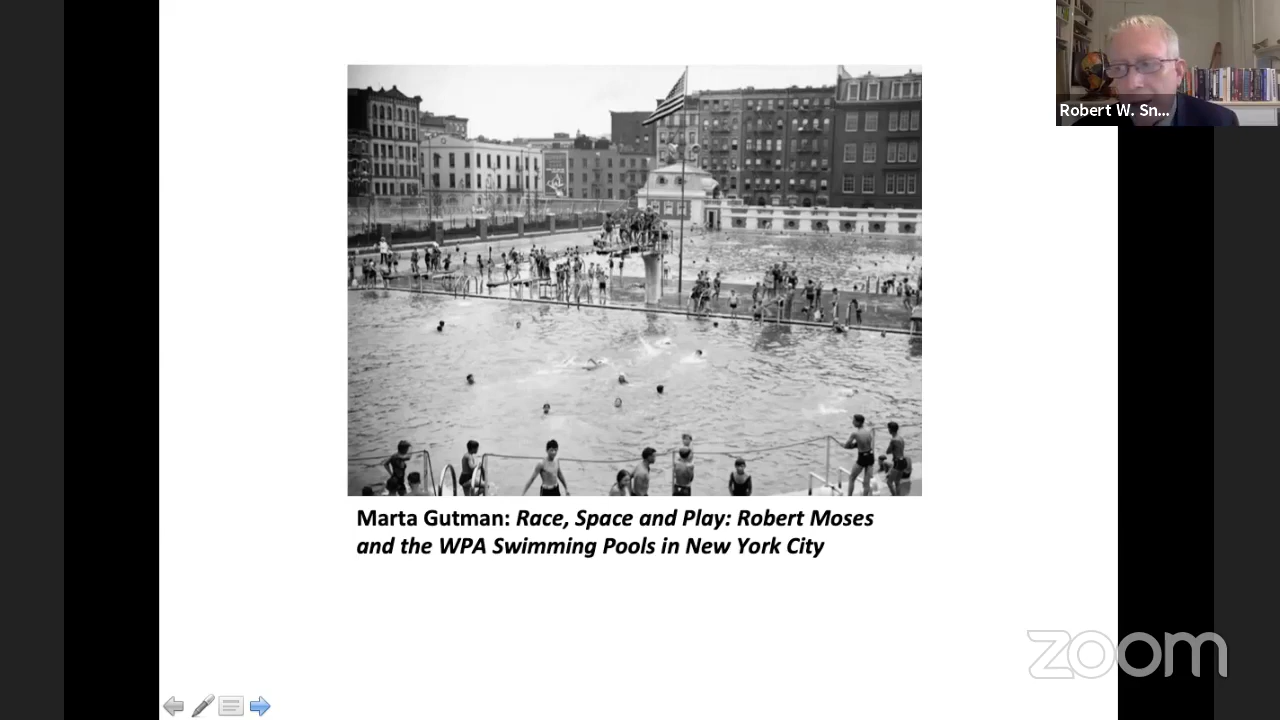 Robert W. Sn...
Marta Gutman: Race, Space and Play: Robert Moses
and the WPA Swimming Pools in New York City
zoom